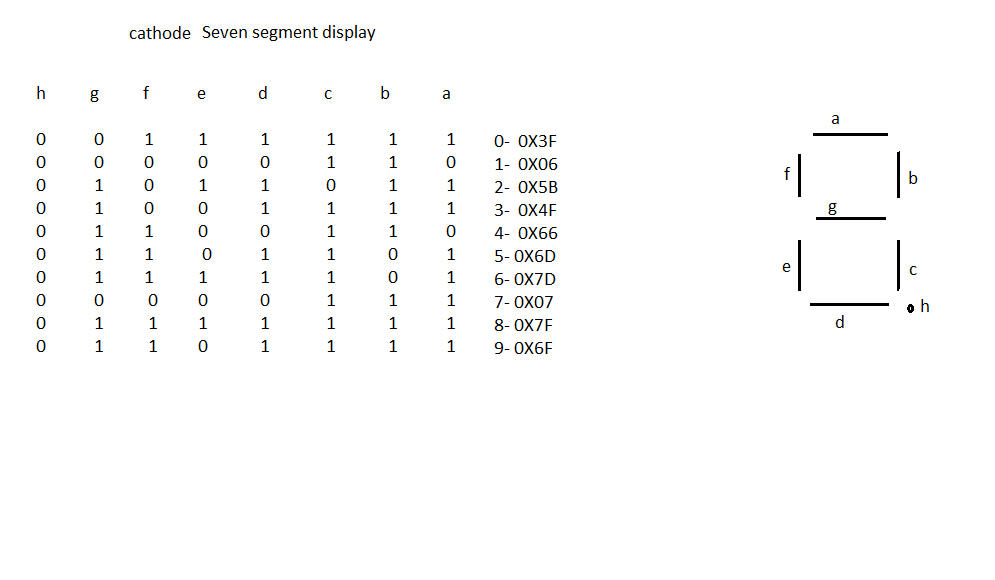 cathode Seven segment display
h g f e d c b a
0 0 1 1 1 1 1 1 0- 0X3F
0 0 0 0 0 1 1 0 1- 0X06
0 1 0 1 1 0 1 1 2- 0X5B
0 1 0 0 1 1 1 1 3- 0X4F
0 1 1 0 0 1 1 0 4- 0X66
0 1 1 0 1 1 0 1 5- 0X6D
0 1 1 1 1 1 0 1 6- 0X7D
0 0 0 0 0 1 1 1 7- 0X07
0 1 1 1 1 1 1 1 8- 0X7F
0 1 1 0 1 1 1 1 9- 0X6F
a
f b
g
e c
h
d